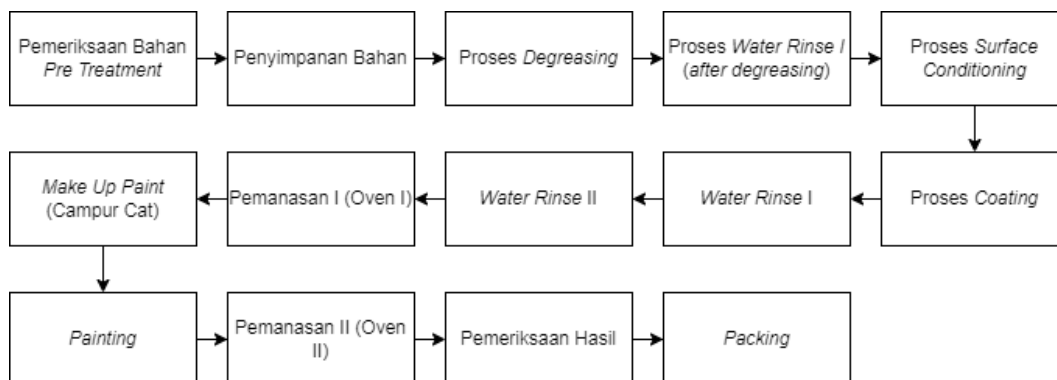 Pemeriksaan Bahan
Pre Treatment
Penyimpanan Bahan
Proses Degreasing
Proses Water Rinse I
(after degreasing)
Proses Surface
Conditioning
Proses Coating
Water Rinse I
Water Rinse II
Pemanasan I (Oven I)
Make Up Paint
(Campur Cat)
Painting
Pemanasan II (Oven
II)
Pemeriksaan Hasil
Packing